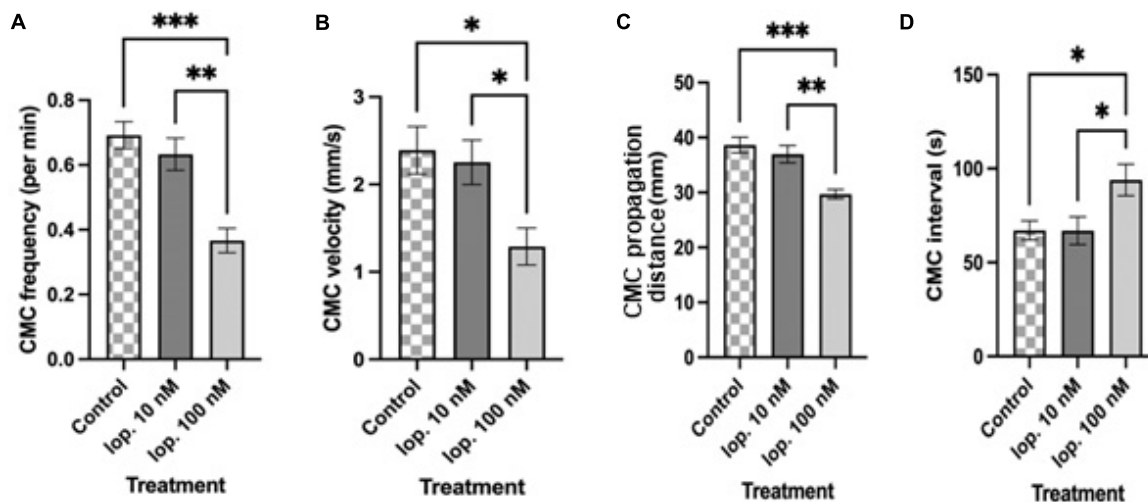 A
***
**
CMC frequency (per min)
0.8
0.6
0.4
0.2
0.0
Control
lop. 10 nM
lop. 100 nM
Treatment
B
*
*
CMC velocity (mm/s)
3
2
1
0
Control
lop. 10 nM
lop. 100 nM
Treatment
C
***
**
CMC propagation
distance (mm)
50
40
30
20
10
0
Control
lop. 10 nM
lop. 100 nM
Treatment
D
*
*
CMC interval (s)
150
100
50
0
Control
lop. 10 nM
lop. 100 nM
Treatment